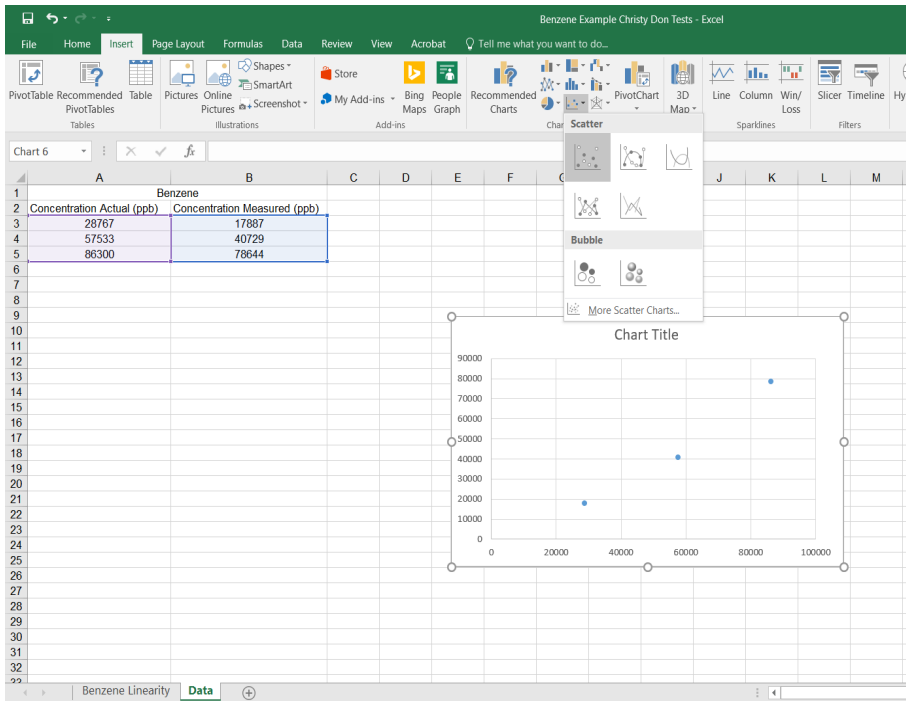 Benzene Example Christy Don Tests - Excel
File Home Insert Page Layout Formulas Data Review View Acrobat Tell me what you want to do...
PivotTable Recommended PivotTables Table
Tables
Pictures Online Pictures Shapes SmartArt Screenshot
Illustrations
Store
My Add-ins Bing Maps People Graph
Add-ins
Recommended Charts PivotChart 3D Map
Char
Line Column Win/ Loss
Sparklines
Slicer Timeline Hy
Filters
Chart 6 fx
Scatter
Bubble
More Scatter Charts...
A B C D E F J K L M
1 Benzene
2 Concentration Actual (ppb) Concentration Measured (ppb)
3 28767 17887
4 57533 40729
5 86300 78644
6
7
8
9
10
11
12
13
14
15
16
17
18
19
20
21
22
23
24
25
26
27
28
29
30
31
32
Chart Title
90000
80000
70000
60000
50000
40000
30000
20000
10000
0
0 20000 40000 60000 80000 100000
Benzene Linearity Data